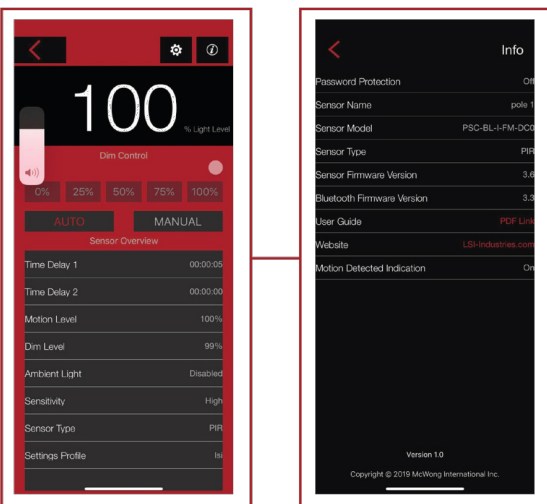 100
% Light Level
Dim Control
0% 25% 50% 75% 100%
AUTO MANUAL
Sensor Overview
Time Delay 1 00:00:05
Time Delay 2 00:00:00
Motion Level 100%
Dim Level 99%
Ambient Light Disabled
Sensitivity High
Sensor Type PIR
Settings Profile lsi
Info
Password Protection Off
Sensor Name pole 1
Sensor Model PSC-BL-I-FM-DC0
Sensor Type PIR
Sensor Firmware Version 3.6
Bluetooth Firmware Version 3.3
User Guide PDF Link
Website LSI-Industries.com
Motion Detected Indication On
Version 1.0
Copyright © 2019 McWong International Inc.